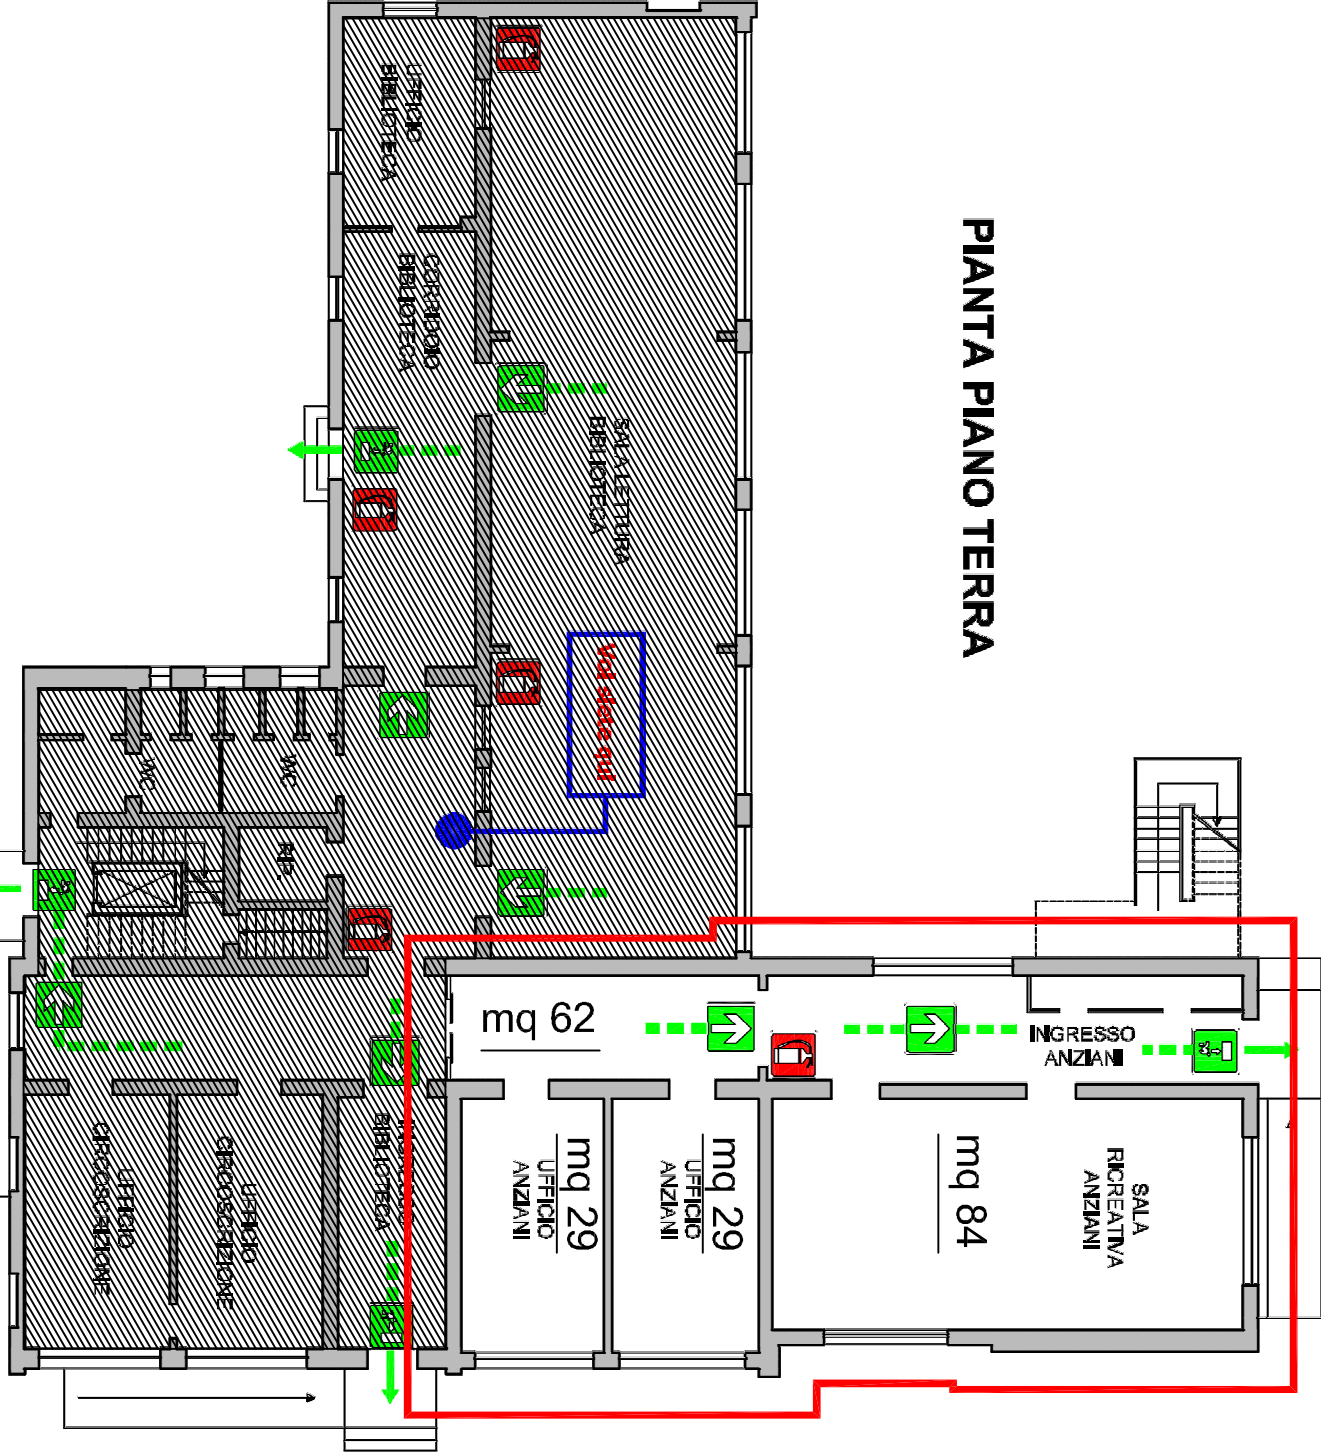 PIANTA PIANO TERRA
UFFICIO
BIBLIOTECA
CORRIDOIO
BIBLIOTECA
SALA LETTURA
BIBLIOTECA
Voi siete qui!
WC
WC
RIP.
mq 62
INGRESSO
ANZIANI
mq 29
UFFICIO
ANZIANI
mq 29
UFFICIO
ANZIANI
mq 84
SALA
RICREATIVA
ANZIANI
INGRESSO
BIBLIOTECA
UFFICIO
CIRCOSCRIZIONE
UFFICIO
CIRCOSCRIZIONE